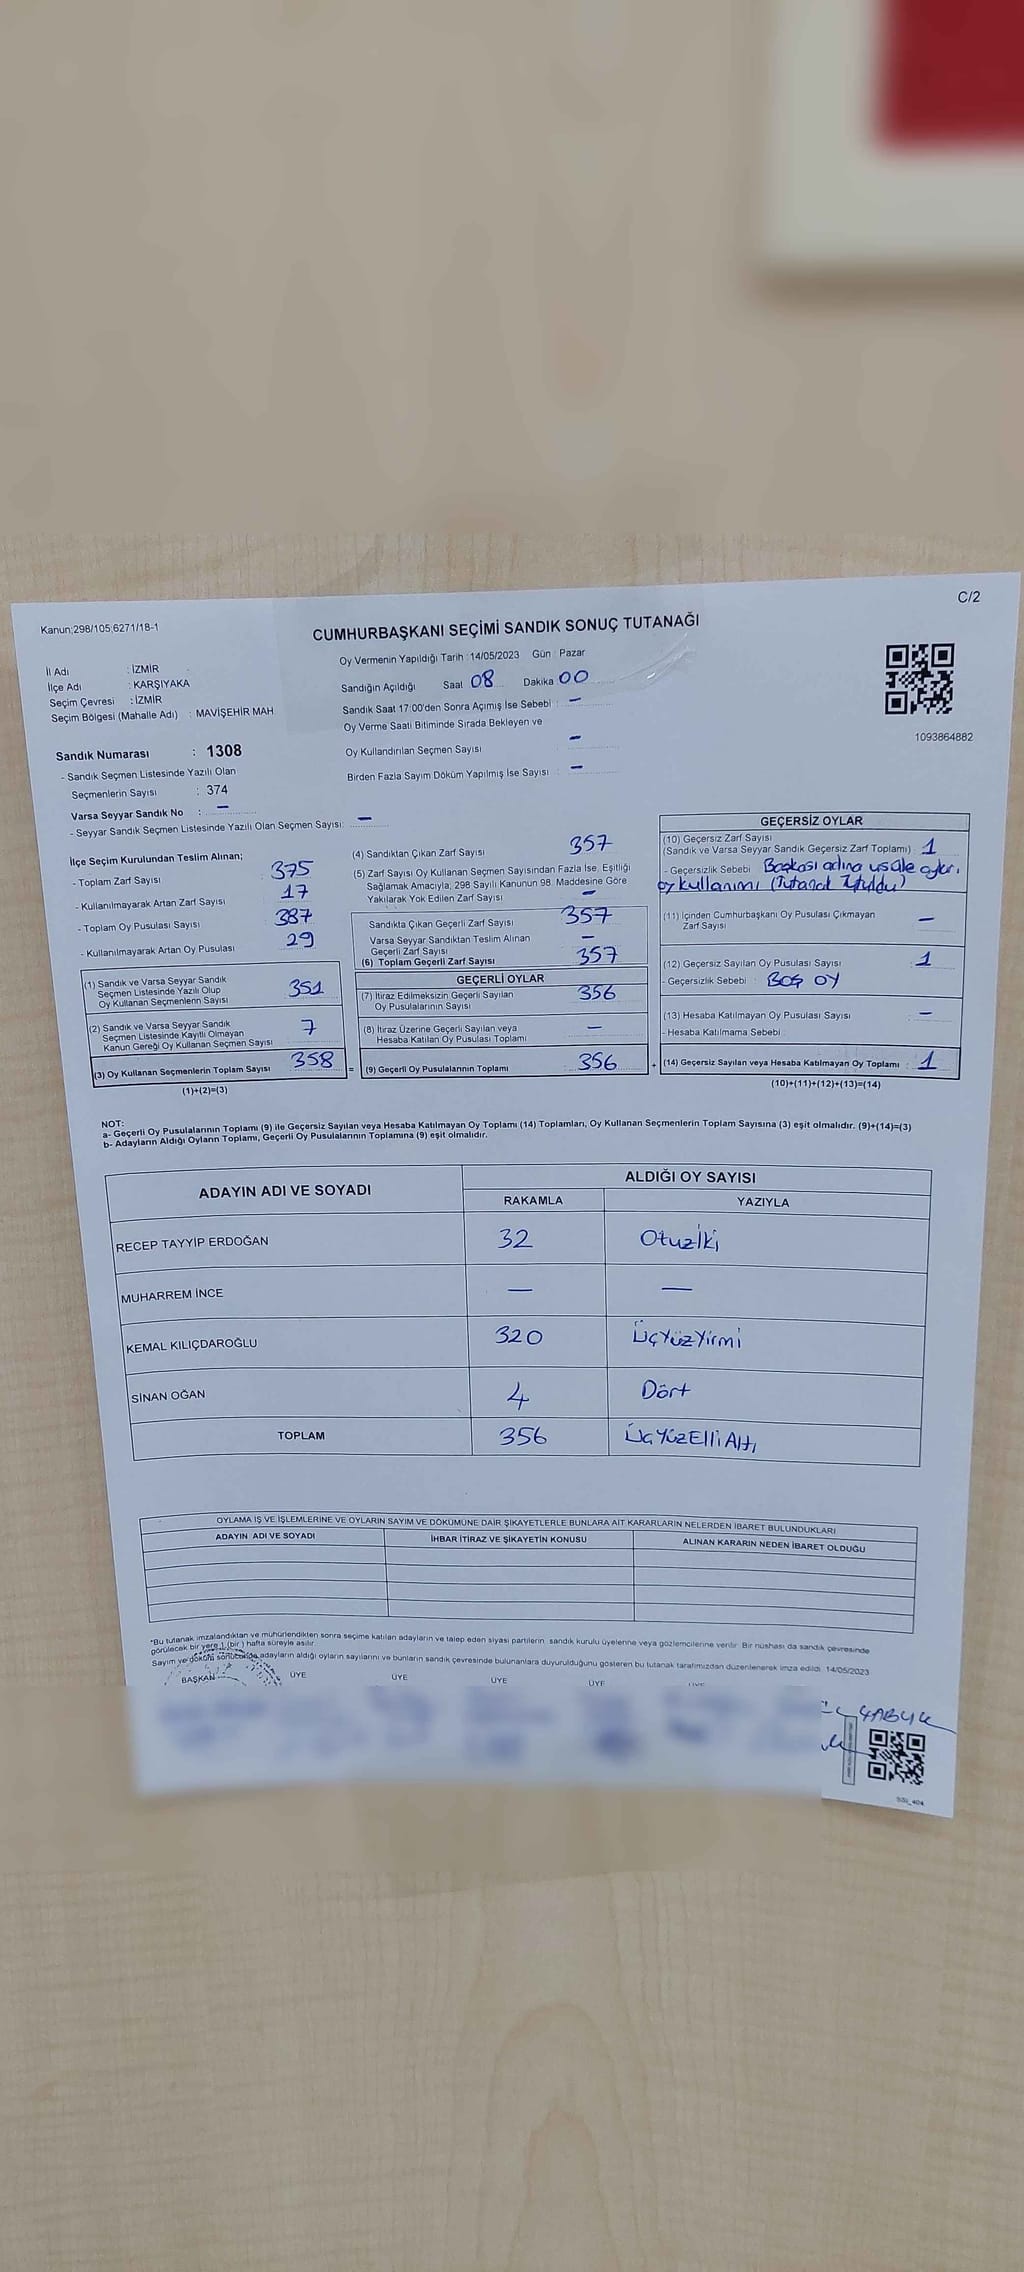 C/2
Kanun;298/105;6271/18-1
CUMHURBAŞKANI SEÇİMİ SANDIK SONUÇ TUTANAĞI
İl Adı : İZMİR
İlçe Adı : KARŞIYAKA
Seçim Çevresi : İZMİR
Seçim Bölgesi (Mahalle Adı) : MAVİŞEHİR MAH.
Oy Vermenin Yapıldığı Tarih : 14/05/2023 Gün : Pazar
Sandığın Açıldığı Saat 08 Dakika 00
Sandık Saat 17:00'den Sonra Açımış İse Sebebi : –
Oy Verme Saati Bitiminde Sırada Bekleyen ve
Oy Kullandırılan Seçmen Sayısı –
Birden Fazla Sayım Döküm Yapılmış İse Sayısı : –
1093864882
Sandık Numarası : 1308
- Sandık Seçmen Listesinde Yazılı Olan
Seçmenlerin Sayısı : 374
Varsa Seyyar Sandık No : –
- Seyyar Sandık Seçmen Listesinde Yazılı Olan Seçmen Sayısı: –
İlçe Seçim Kurulundan Teslim Alınan;
- Toplam Zarf Sayısı : 375
- Kullanılmayarak Artan Zarf Sayısı 17
- Toplam Oy Pusulası Sayısı 387
- Kullanılmayarak Artan Oy Pusulası 29
(1) Sandık ve Varsa Seyyar Sandık
Seçmen Listesinde Yazılı Olup
Oy Kullanan Seçmenlerin Sayısı 351
(2) Sandık ve Varsa Seyyar Sandık
Seçmen Listesinde Kayıtlı Olmayan
Kanun Gereği Oy Kullanan Seçmen Sayısı 7
(3) Oy Kullanan Seçmenlerin Toplam Sayısı 358 =
(1)+(2)=(3)
(4) Sandıktan Çıkan Zarf Sayısı 357
(5) Zarf Sayısı Oy Kullanan Seçmen Sayısından Fazla İse, Eşitliği
Sağlamak Amacıyla, 298 Sayılı Kanunun 98. Maddesine Göre
Yakılarak Yok Edilen Zarf Sayısı –
Sandıkta Çıkan Geçerli Zarf Sayısı 357
Varsa Seyyar Sandıktan Teslim Alınan
Geçerli Zarf Sayısı –
(6) Toplam Geçerli Zarf Sayısı 357
GEÇERLİ OYLAR
(7) İtiraz Edilmeksizin Geçerli Sayılan
Oy Pusulalarının Sayısı 356
(8) İtiraz Üzerine Geçerli Sayılan veya
Hesaba Katılan Oy Pusulası Toplamı –
(9) Geçerli Oy Pusulalarının Toplamı : 356 +
GEÇERSİZ OYLAR
(10) Geçersiz Zarf Sayısı
(Sandık ve Varsa Seyyar Sandık Geçersiz Zarf Toplamı) : 1
- Geçersizlik Sebebi Başkası adına usule aykırı
oy kullanımı (Tutanak Tutuldu)
(11) İçinden Cumhurbaşkanı Oy Pusulası Çıkmayan
Zarf Sayısı –
(12) Geçersiz Sayılan Oy Pusulası Sayısı : 1
- Geçersizlik Sebebi : BOŞ OY
(13) Hesaba Katılmayan Oy Pusulası Sayısı : –
- Hesaba Katılmama Sebebi :
(14) Geçersiz Sayılan veya Hesaba Katılmayan Oy Toplamı : 1
(10)+(11)+(12)+(13)=(14)
NOT:
a- Geçerli Oy Pusulalarının Toplamı (9) ile Geçersiz Sayılan veya Hesaba Katılmayan Oy Toplamı (14) Toplamları, Oy Kullanan Seçmenlerin Toplam Sayısına (3) eşit olmalıdır. (9)+(14)=(3)
b- Adayların Aldığı Oyların Toplamı, Geçerli Oy Pusulalarının Toplamına (9) eşit olmalıdır.
ADAYIN ADI VE SOYADI ALDIĞI OY SAYISI
RAKAMLA YAZIYLA
RECEP TAYYİP ERDOĞAN 32 Otuziki
MUHARREM İNCE – –
KEMAL KILIÇDAROĞLU 320 ÜçYüzYirmi
SİNAN OĞAN 4 Dört
TOPLAM 356 ÜçYüzElliAltı
OYLAMA İŞ VE İŞLEMLERİNE VE OYLARIN SAYIM VE DÖKÜMÜNE DAİR ŞİKAYETLERLE BUNLARA AİT KARARLARIN NELERDEN İBARET BULUNDUKLARI
ADAYIN ADI VE SOYADI İHBAR İTİRAZ VE ŞİKAYETİN KONUSU ALINAN KARARIN NEDEN İBARET OLDUĞU
*Bu tutanak imzalandıktan ve mühürlendikten sonra seçime katılan adayların ve talep eden siyasi partilerin, sandık kurulu üyelerine veya gözlemcilerine verilir. Bir nüshası da sandık çevresinde
görülecek bir yere 1 (bir) hafta süreyle asılır.
Sayım ve döküm sonucunda adayların aldığı oyların sayılarını ve bunların sandık çevresinde bulunanlara duyurulduğunu gösteren bu tutanak tarafımızdan düzenlenerek imza edildi. 14/05/2023
BAŞKAN ÜYE ÜYE ÜYE ÜYE